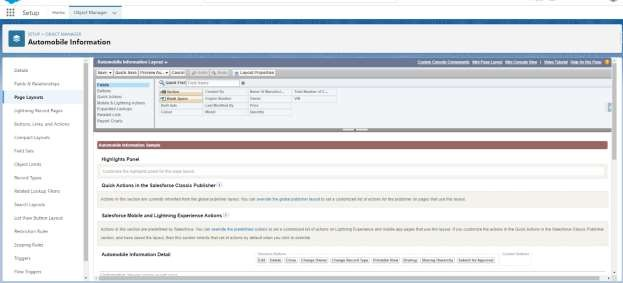 Setup Home Object Manager
SETUP > OBJECT MANAGER
Automobile Information
Details
Fields & Relationships
Page Layouts
Lightning Record Pages
Buttons, Links, and Actions
Compact Layouts
Field Sets
Object Limits
Record Types
Related Lookup Filters
Search Layouts
List View Button Layout
Restriction Rules
Scoping Rules
Triggers
Flow Triggers
Automobile Information Layout
Custom Console Components Mini Page Layout Mini Console View | Video Tutorial Help for this Page
Save Quick Save Preview As... Cancel Undo Redo Layout Properties
Fields
Buttons
Quick Actions
Mobile & Lightning Actions
Expanded Lookups
Related Lists
Report Charts
Quick Find Field Name
Section Created By Total Number of C...
Blank Space Engine Number Owner VIN
Last Modified By Price
Colour Model Quantity
Automobile Information Sample
Highlights Panel
Customize the highlights panel for this page layout...
Quick Actions in the Salesforce Classic Publisher
Actions in this section are currently inherited from the global publisher layout. You can override the global publisher layout to set a customized list of actions for the publisher on pages that use this layout.
Salesforce Mobile and Lightning Experience Actions
Actions in this section are predefined by Salesforce. You can override the predefined actions to set a customized list of actions on Lightning Experience and mobile app pages that use this layout. If you customize the actions in the Quick Actions in the Salesforce Classic Publisher
section, and have saved the layout, then this section inherits that set of actions by default when you click to override.
Automobile Information Detail
Standard Buttons
Edit Delete Clone Change Owner Change Record Type Printable View Sharing Sharing Hierarchy Submit for Approval
Custom Buttons